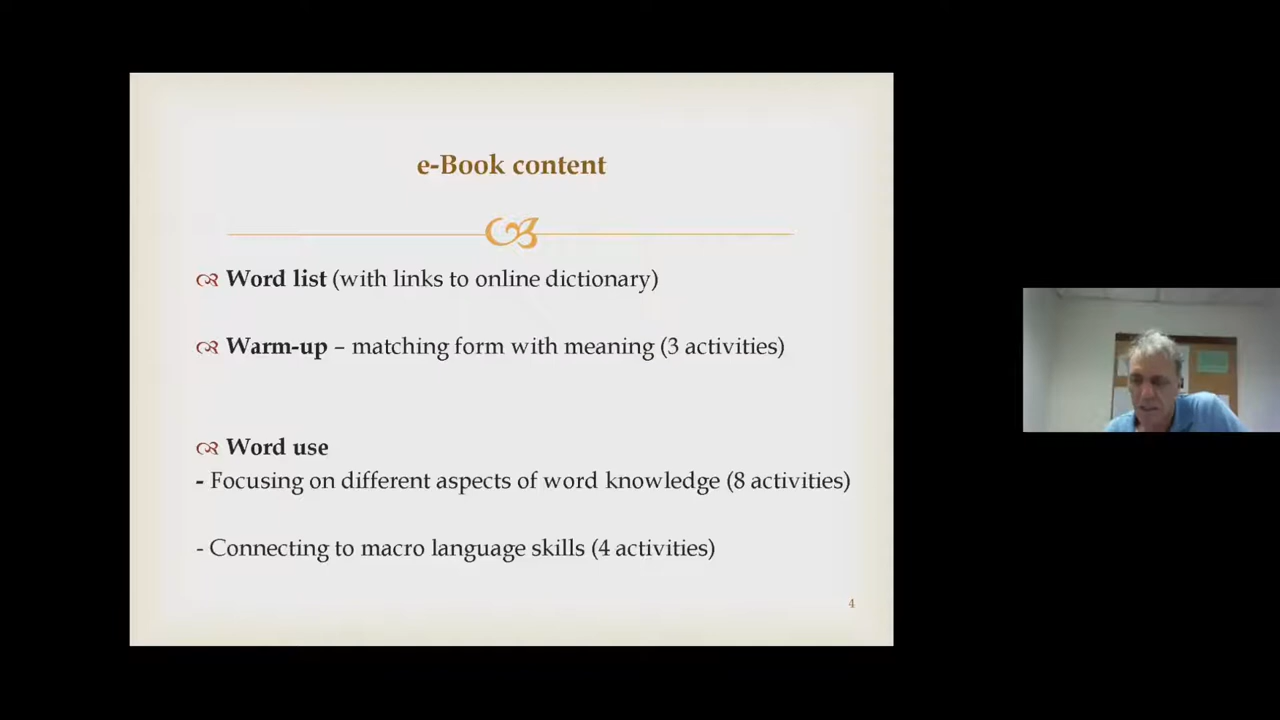 e-Book content
Word list (with links to online dictionary)
Warm-up – matching form with meaning (3 activities)
Word use
- Focusing on different aspects of word knowledge (8 activities)
- Connecting to macro language skills (4 activities)
4